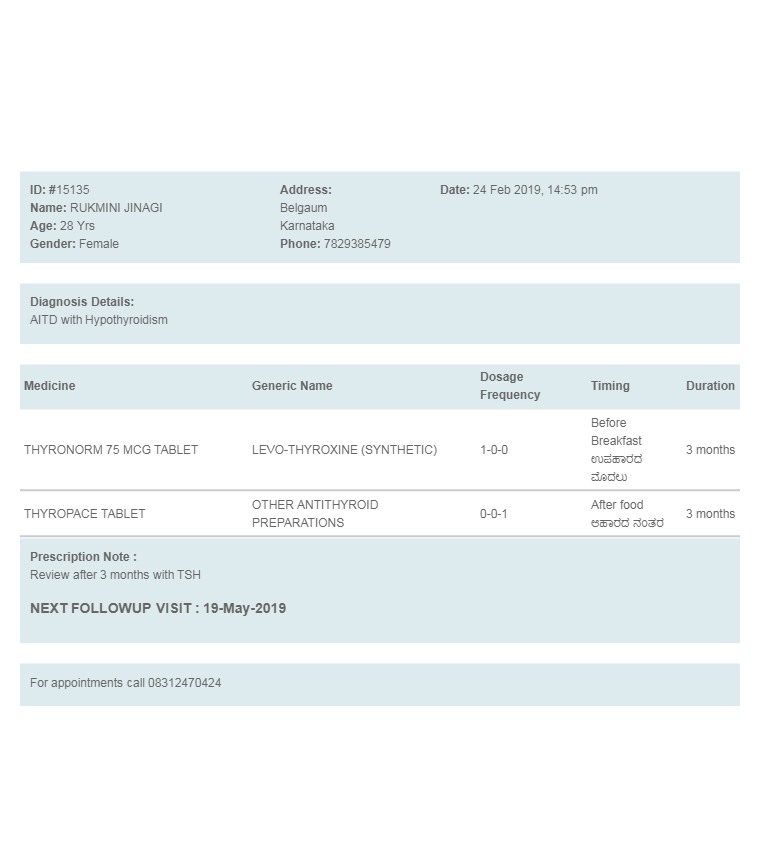 ID: #15135
Name: RUKMINI JINAGI
Age: 28 Yrs
Gender: Female
Address:
Belgaum
Karnataka
Phone: 7829385479
Date: 24 Feb 2019, 14:53 pm
Diagnosis Details:
AITD with Hypothyroidism
Medicine Generic Name Dosage Frequency Timing Duration
THYRONORM 75 MCG TABLET LEVO-THYROXINE (SYNTHETIC) 1-0-0 Before Breakfast ಉಪಹಾರದ ಮೊದಲು 3 months
THYROPACE TABLET OTHER ANTITHYROID PREPARATIONS 0-0-1 After food ಆಹಾರದ ನಂತರ 3 months
Prescription Note :
Review after 3 months with TSH
NEXT FOLLOWUP VISIT : 19-May-2019
For appointments call 08312470424